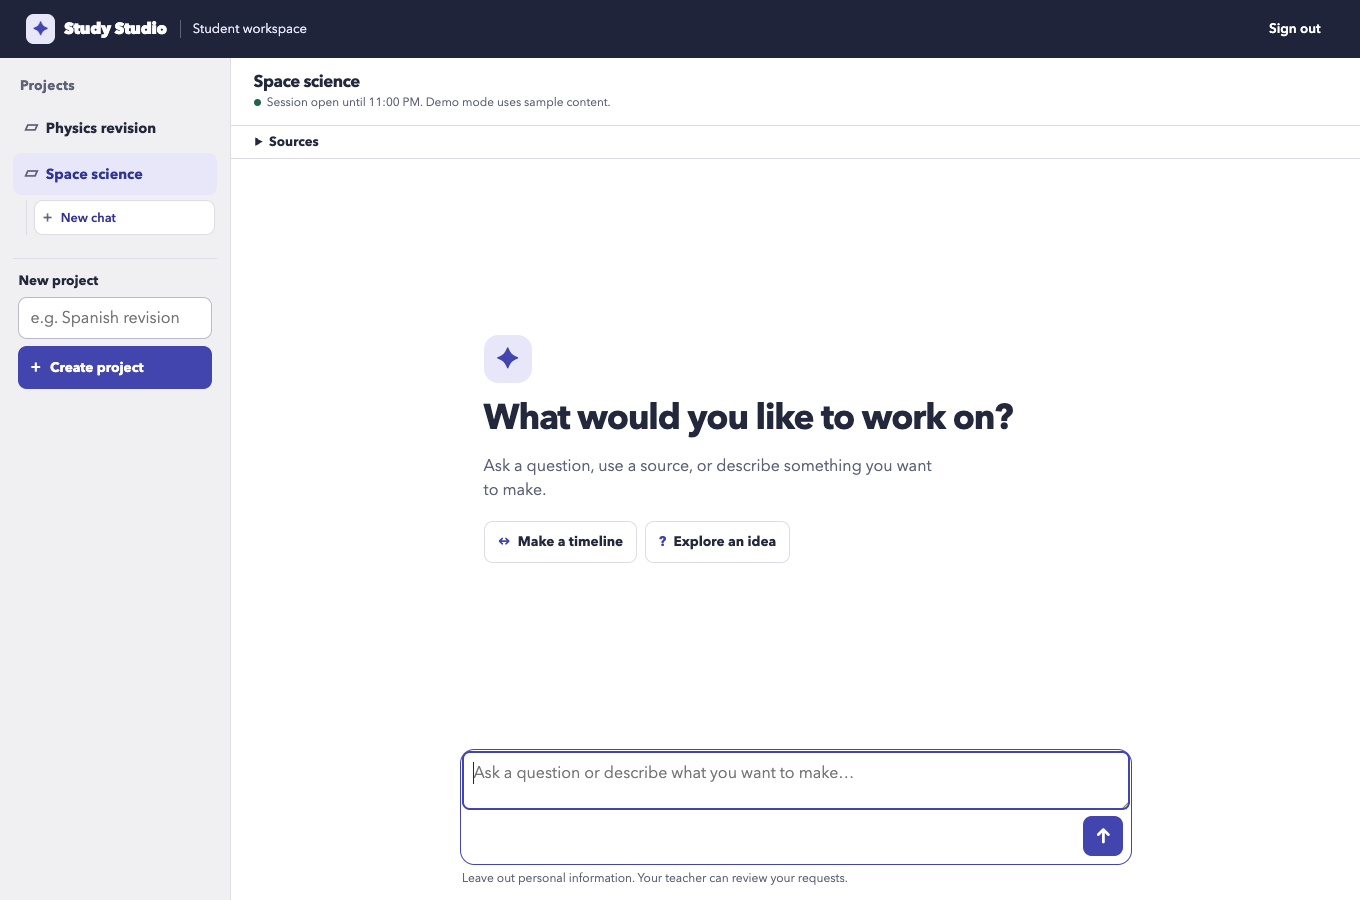 Study Studio
Student workspace
Sign out
Projects
Physics revision
Space science
+ New chat
New project
e.g. Spanish revision
+ Create project
Space science
Session open until 11:00 PM. Demo mode uses sample content.
Sources
What would you like to work on?
Ask a question, use a source, or describe something you want
to make.
Make a timeline
? Explore an idea
Ask a question or describe what you want to make…
Leave out personal information. Your teacher can review your requests.